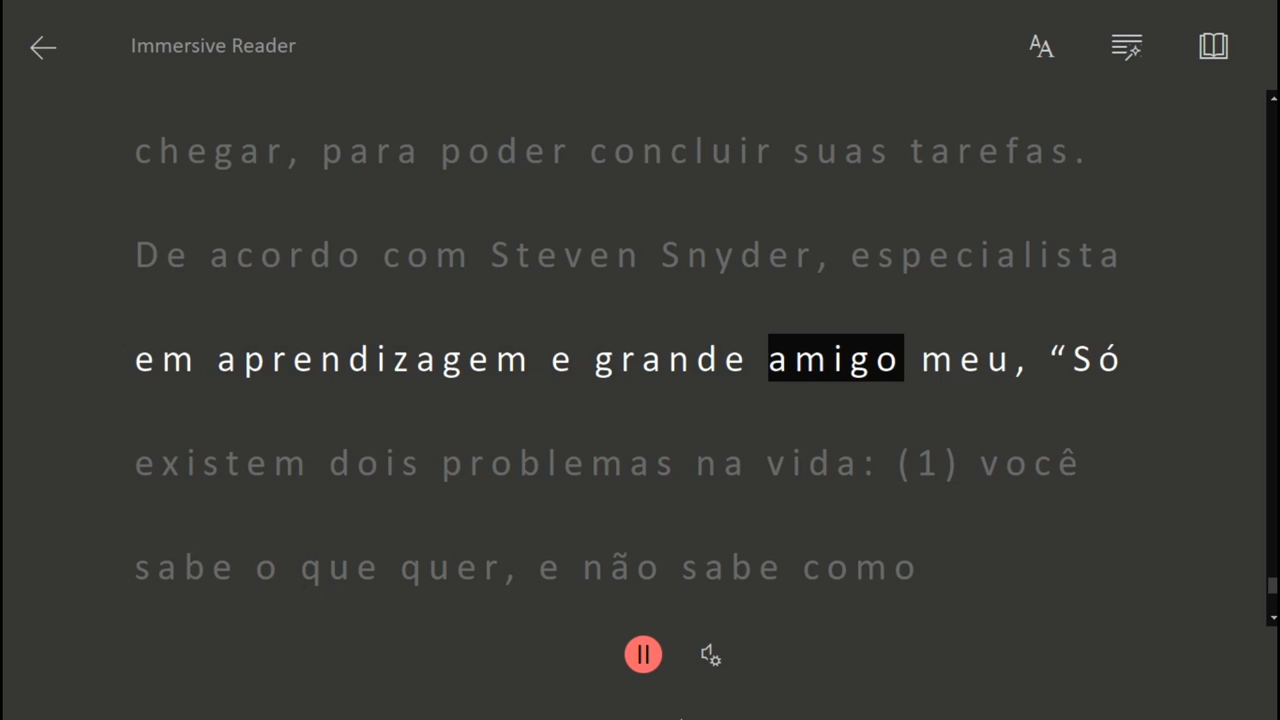 Immersive Reader
chegar, para poder concluir suas tarefas.
De acordo com Steven Snyder, especialista
em aprendizagem e grande amigo meu, “Só
existem dois problemas na vida: (1) você
sabe o que quer, e não sabe como